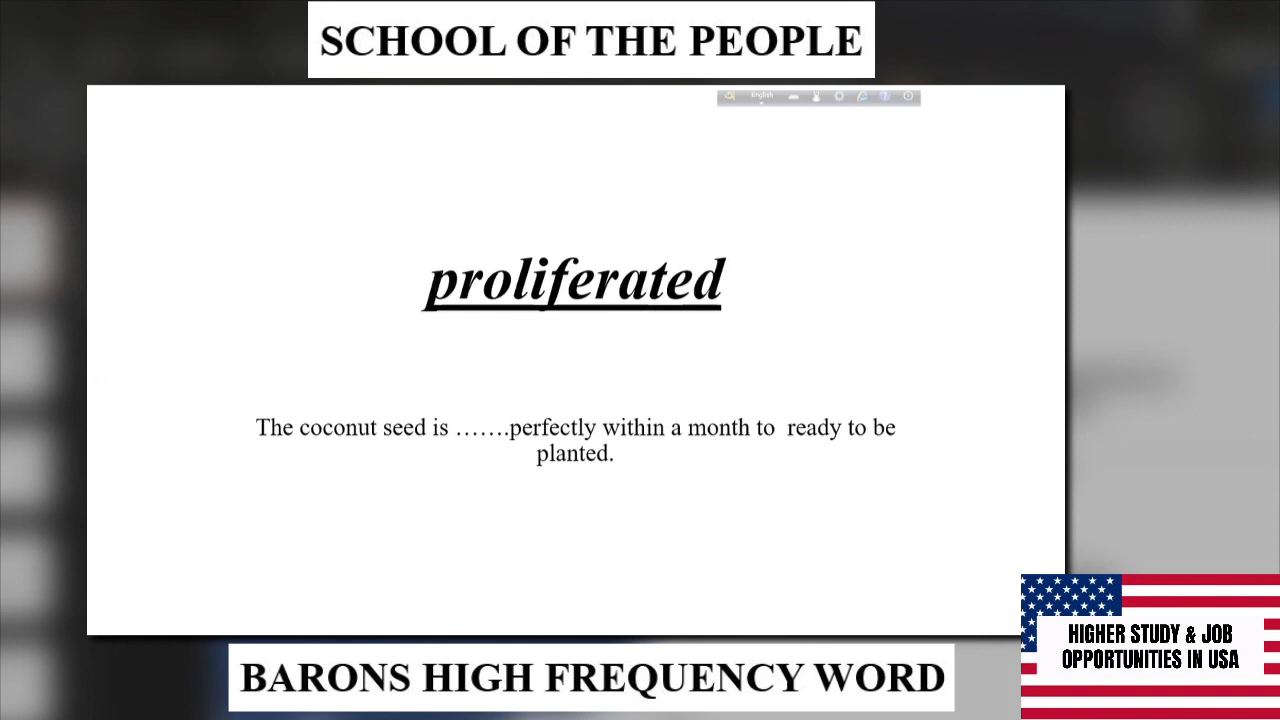 SCHOOL OF THE PEOPLE
English
proliferated
The coconut seed is …….perfectly within a month to ready to be
planted.
BARONS HIGH FREQUENCY WORD
HIGHER STUDY & JOB
OPPORTUNITIES IN USA